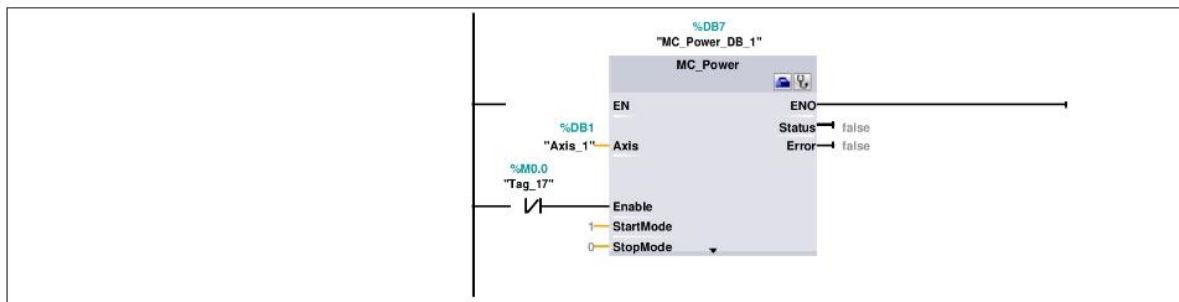 %DB7
"MC_Power_DB_1"
MC_Power
EN ENO
%DB1 Status false
"Axis_1" Axis Error false
%M0.0
"Tag_17"
Enable
1 StartMode
0 StopMode